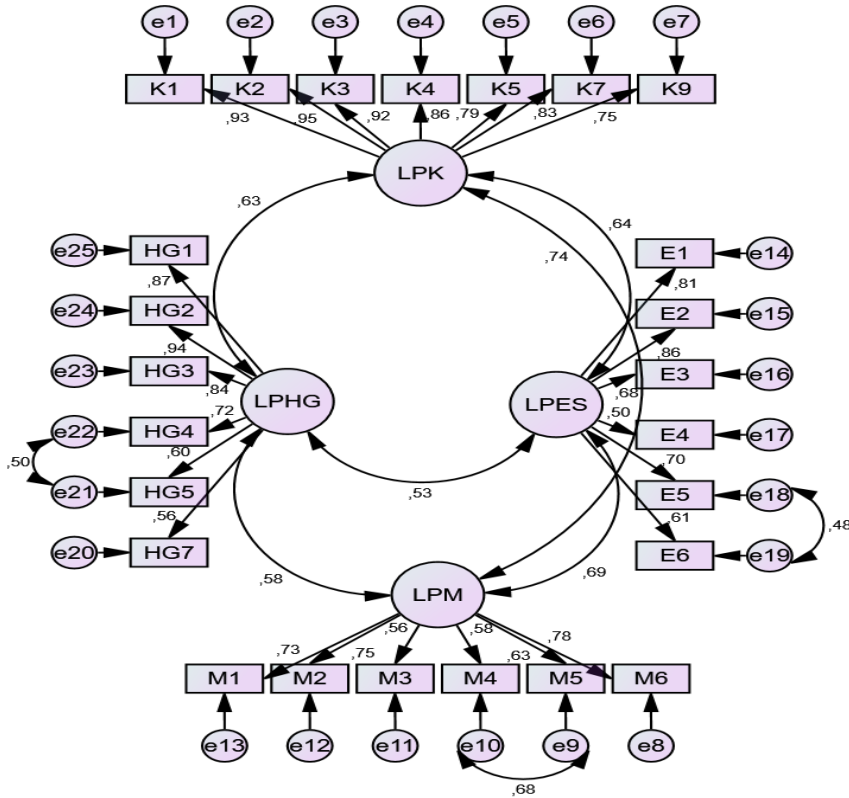 e1 e2 e3 e4 e5 e6 e7
K1 K2 K3 K4 K5 K7 K9
,93 ,95 ,92 ,86 ,79 ,83 ,75
LPK
,63 ,64
,74
e25 HG1 E1 e14
,87 ,81
e24 HG2 E2 e15
,94 ,86
e23 HG3 E3 e16
,84 ,68
LPHG LPES
,72 ,50
e22 HG4 E4 e17
,60 ,70
,50
e21 HG5 E5 e18
,53
,56 ,61
,48
e20 HG7 E6 e19
,58 ,69
LPM
,73 ,75 ,56 ,58 ,63 ,78
M1 M2 M3 M4 M5 M6
e13 e12 e11 e10 e9 e8
,68